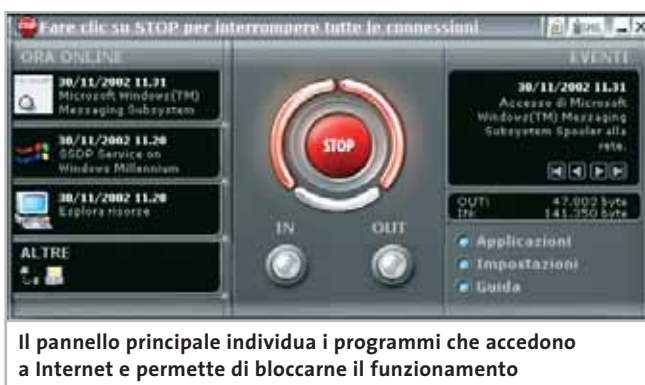 Fare clic su STOP per interrompere tutte le connessioni
ORA ONLINE
30/11/2002 11.31
Microsoft Windows(TM)
Messaging Subsystem
30/11/2002 11.20
SSDP Service on
Windows Millennium
30/11/2002 11.20
Esplora risorse
ALTRE
STOP
IN
OUT
EVENTI
30/11/2002 11.31
Accesso di Microsoft
Windows(TM) Messaging
Subsystem Spooler alla
rete.
OUT: 47.003 byte
IN: 141.350 byte
Applicazioni
Impostazioni
Guida
Il pannello principale individua i programmi che accedono
a Internet e permette di bloccarne il funzionamento